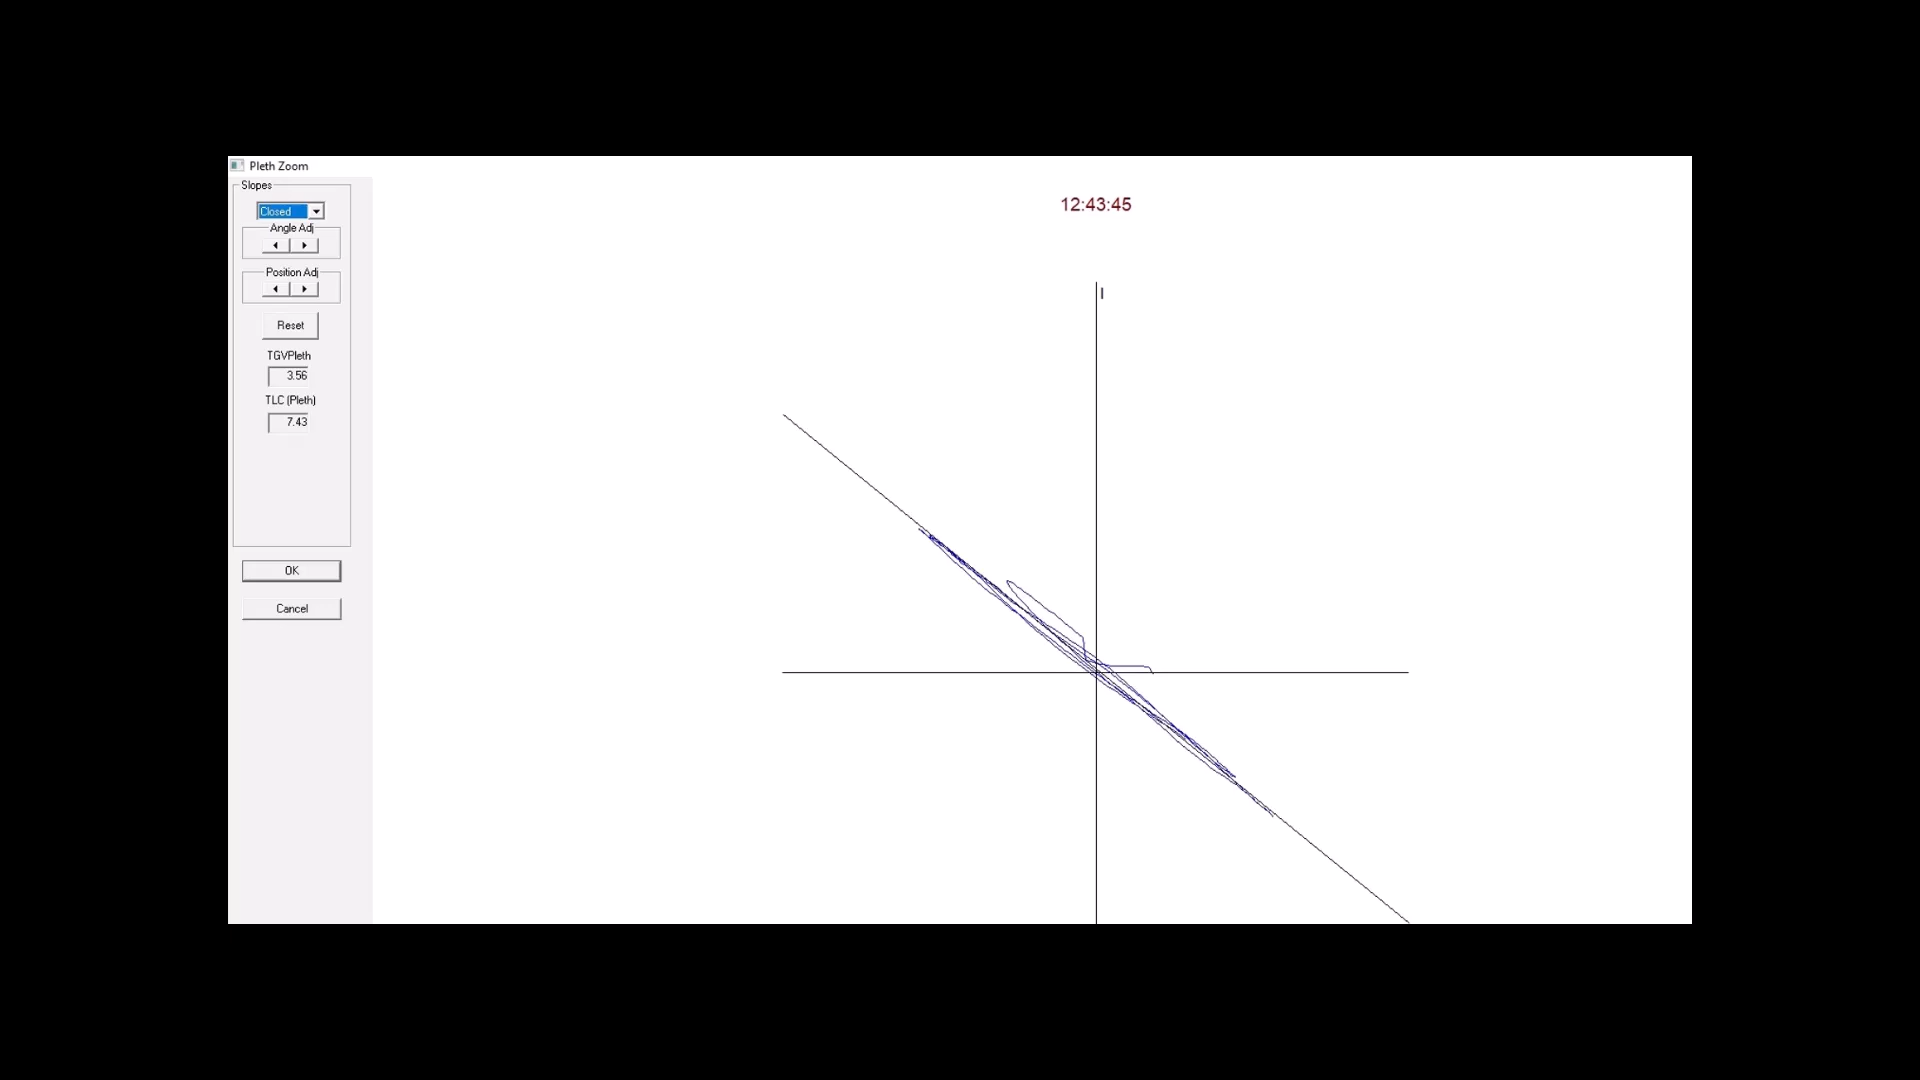 Pleth Zoom
Slopes
Closed
Angle Adj
Position Adj
Reset
TGVPleth
3.56
TLC (Pleth)
7.43
OK
Cancel
12:43:45